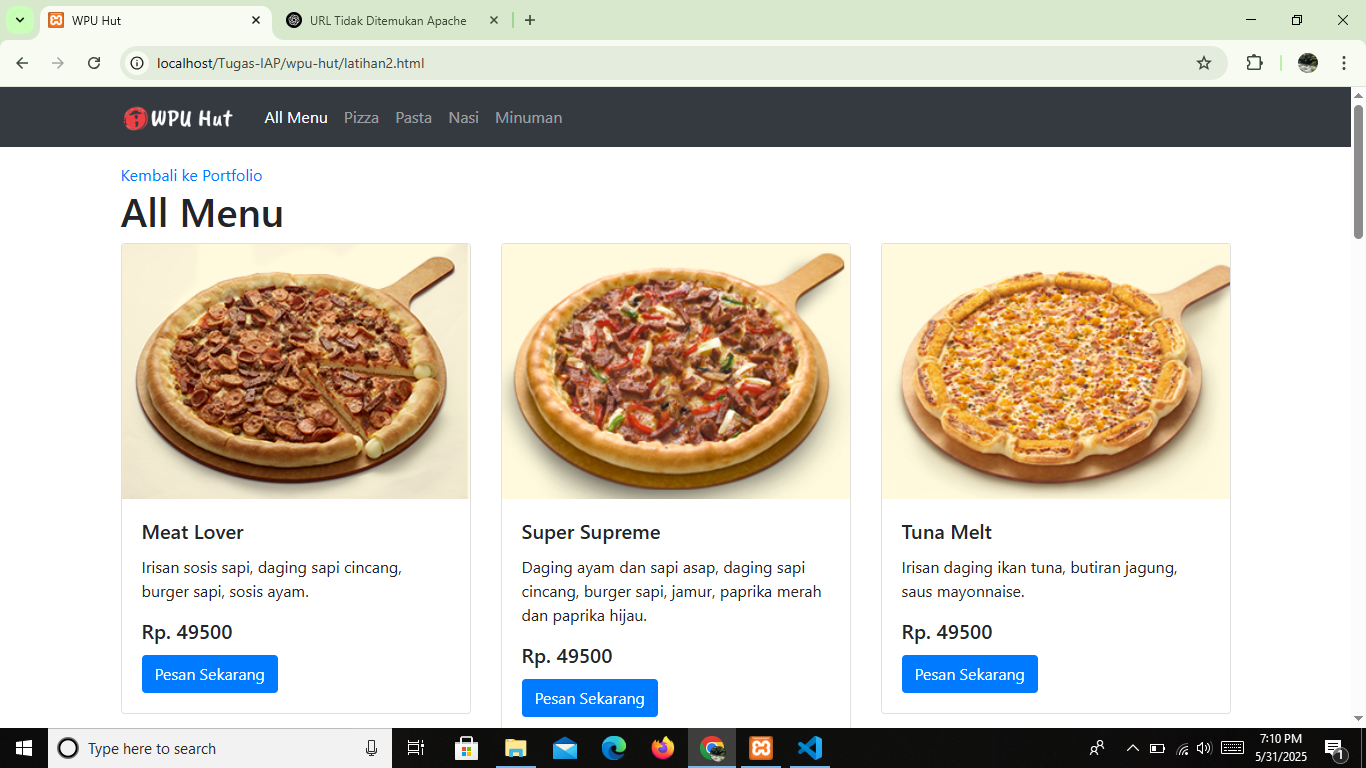 WPU Hut
URL Tidak Ditemukan Apache
localhost/Tugas-IAP/wpu-hut/latihan2.html
WPU Hut
All Menu
Pizza
Pasta
Nasi
Minuman
Kembali ke Portfolio
All Menu
Meat Lover
Irisan sosis sapi, daging sapi cincang,
burger sapi, sosis ayam.
Rp. 49500
Pesan Sekarang
Super Supreme
Daging ayam dan sapi asap, daging sapi
cincang, burger sapi, jamur, paprika merah
dan paprika hijau.
Rp. 49500
Pesan Sekarang
Tuna Melt
Irisan daging ikan tuna, butiran jagung,
saus mayonnaise.
Rp. 49500
Pesan Sekarang
Type here to search
7:10 PM
5/31/2025
1